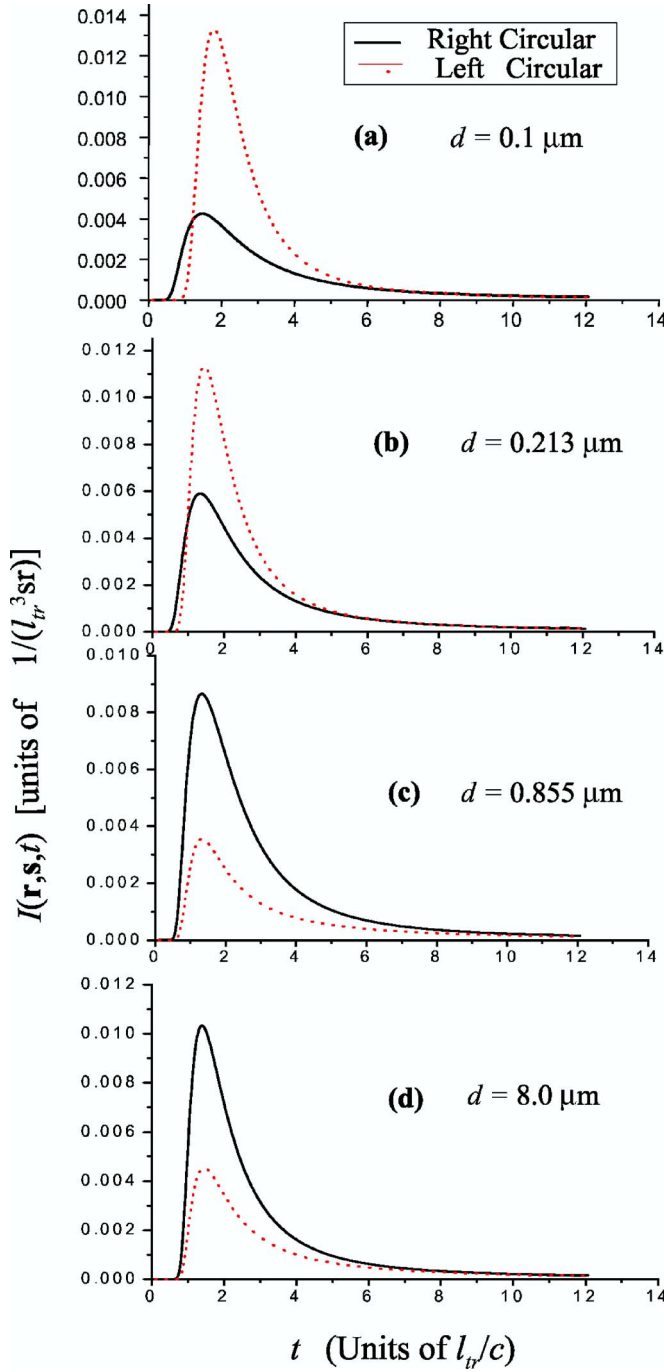 0.014
0.012
0.010
0.008
0.006
0.004
0.002
0.000
Right Circular
Left Circular
(a) d = 0.1 μm
0 2 4 6 8 10 12 14
0.012
0.010
0.008
0.006
0.004
0.002
0.000
(b) d = 0.213 μm
0 2 4 6 8 10 12 14
0.010
0.008
0.006
0.004
0.002
0.000
(c) d = 0.855 μm
0 2 4 6 8 10 12 14
0.012
0.010
0.008
0.006
0.004
0.002
0.000
(d) d = 8.0 μm
0 2 4 6 8 10 12 14
I(r,s,t) [units of 1/(l_tr^3 sr)]
t (Units of l_tr/c)